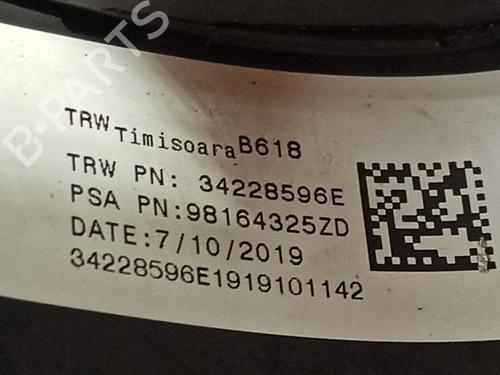 TRW Timisoara B618
TRW PN: 34228596E
PSA PN:98164325ZD
DATE:7/10/2019
34228596E1919101142
B-PARTS